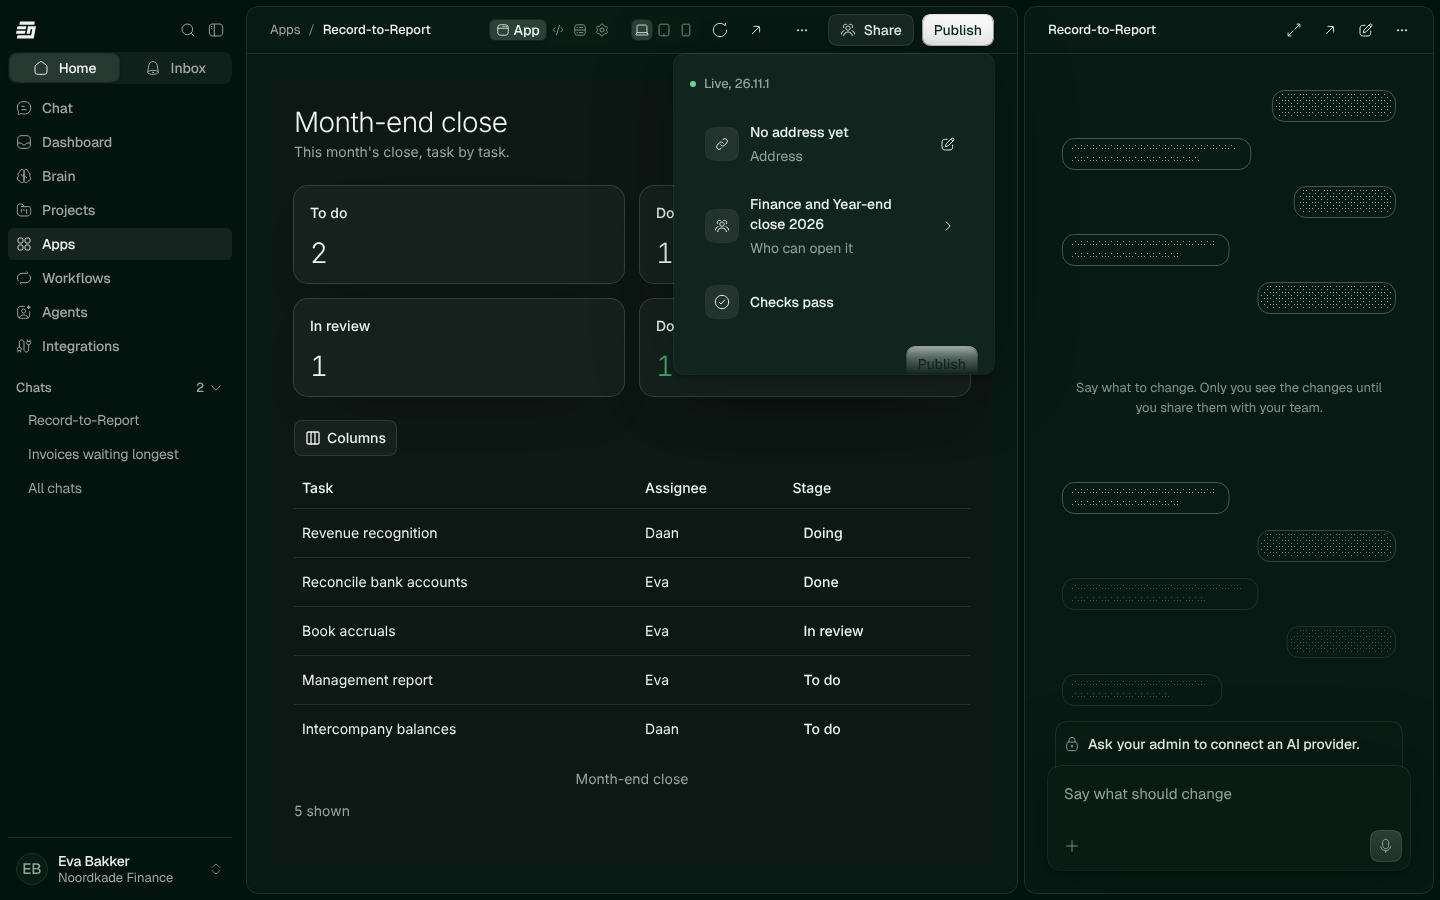 Home
Inbox
Chat
Dashboard
Brain
Projects
Apps
Workflows
Agents
Integrations
Chats 2
Record-to-Report
Invoices waiting longest
All chats
EB
Eva Bakker
Noordkade Finance
Apps / Record-to-Report
App
Share
Publish
Live, 26.11.1
No address yet
Address
Finance and Year-end
close 2026
Who can open it
Checks pass
Publish
Month-end close
This month's close, task by task.
To do
2
Do
1
In review
1
Do
1
Columns
Task Assignee Stage
Revenue recognition Daan Doing
Reconcile bank accounts Eva Done
Book accruals Eva In review
Management report Eva To do
Intercompany balances Daan To do
Month-end close
5 shown
Record-to-Report
Say what to change. Only you see the changes until
you share them with your team.
Ask your admin to connect an AI provider.
Say what should change